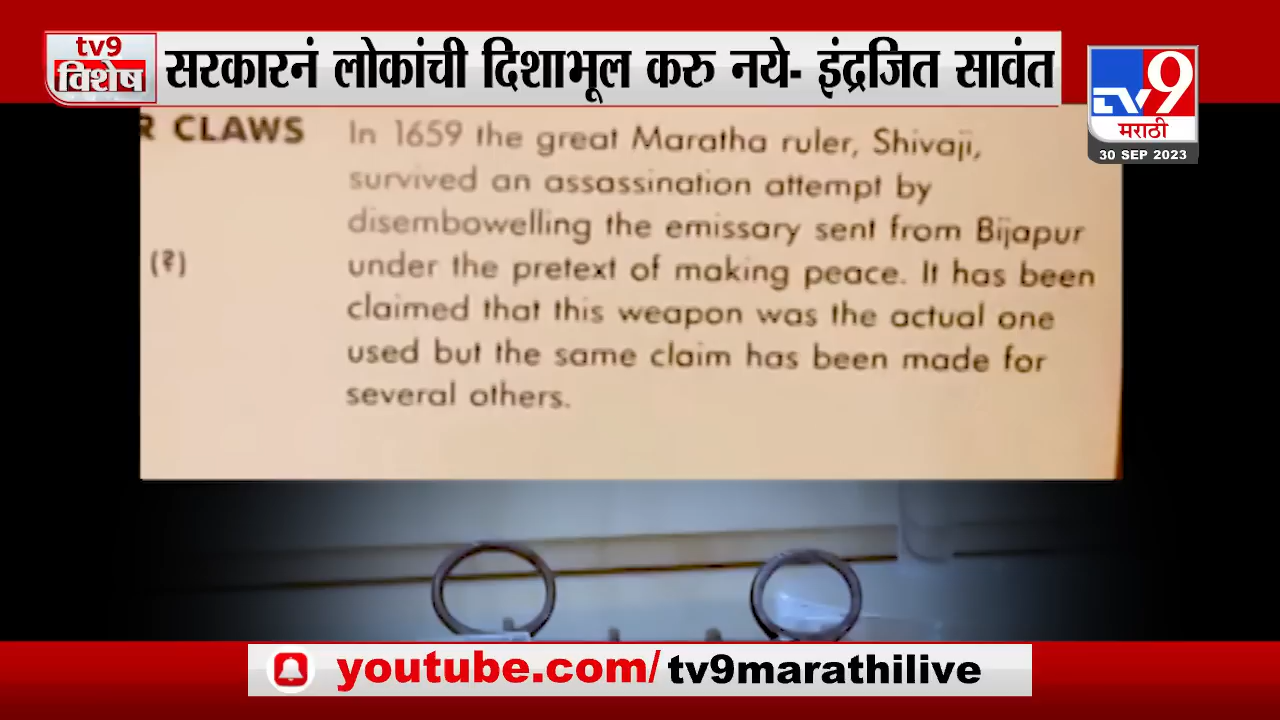 tv9
विशेष
सरकारनं लोकांची दिशाभूल करु नये- इंद्रजित सावंत
TV9
मराठी
30 SEP 2023
R CLAWS
(?)
In 1659 the great Maratha ruler, Shivaji,
survived an assassination attempt by
disembowelling the emissary sent from Bijapur
under the pretext of making peace. It has been
claimed that this weapon was the actual one
used but the same claim has been made for
several others.
youtube.com/tv9marathilive